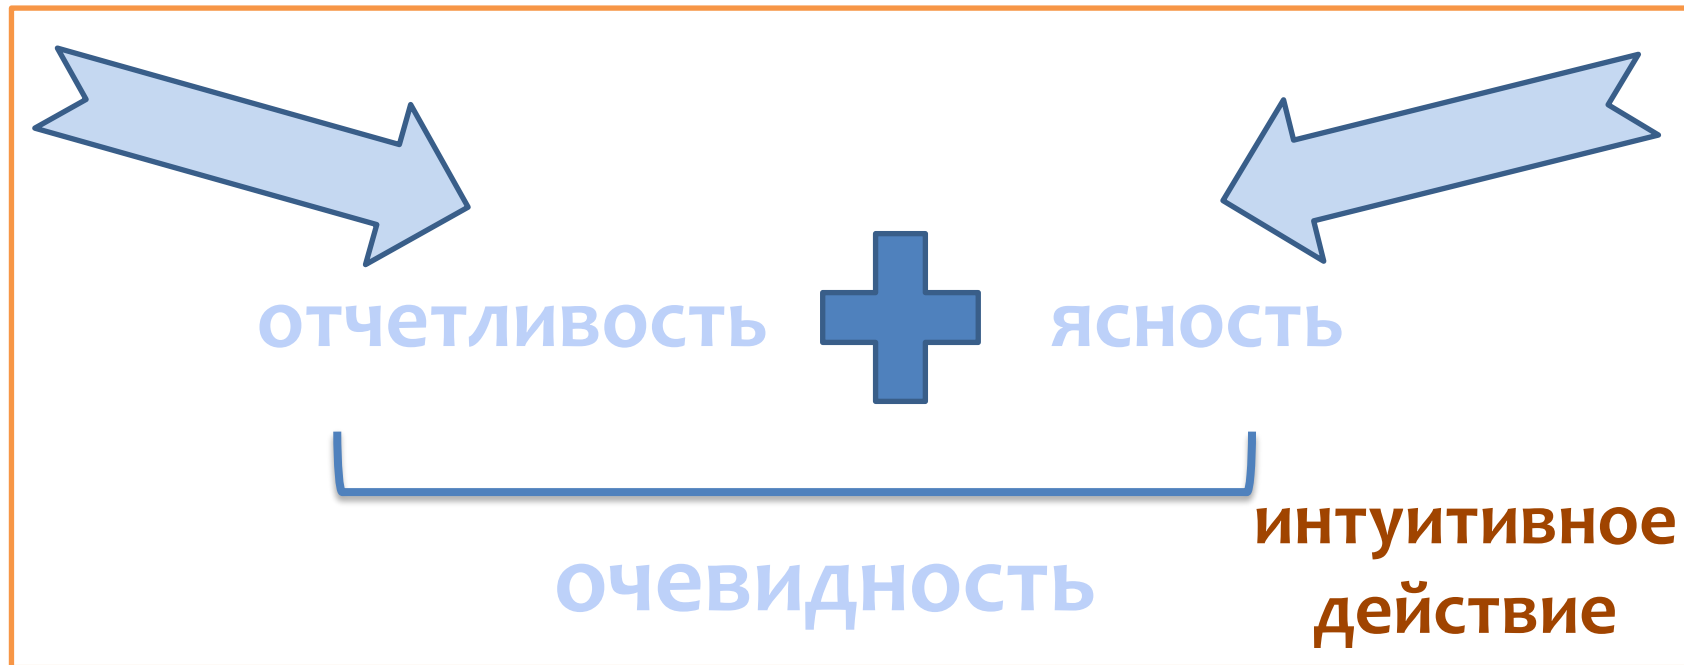 отчетливость ясность
интуитивное
очевидность
действие